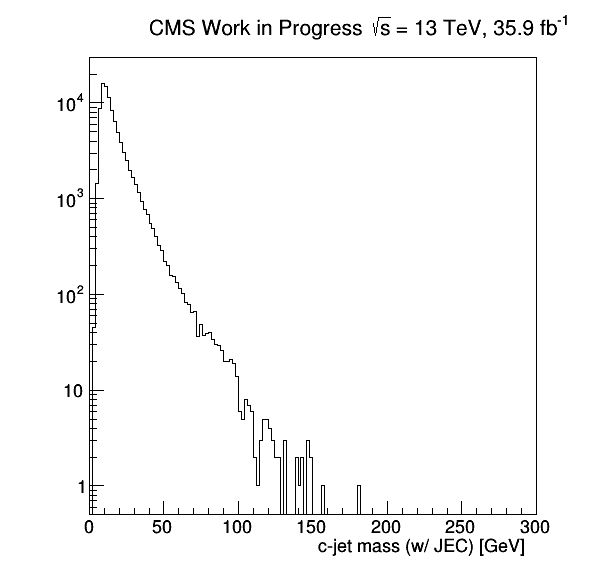 CMS Work in Progress √s = 13 TeV, 35.9 fb⁻¹
10⁴
10³
10²
10
1
0 50 100 150 200 250 300
c-jet mass (w/ JEC) [GeV]